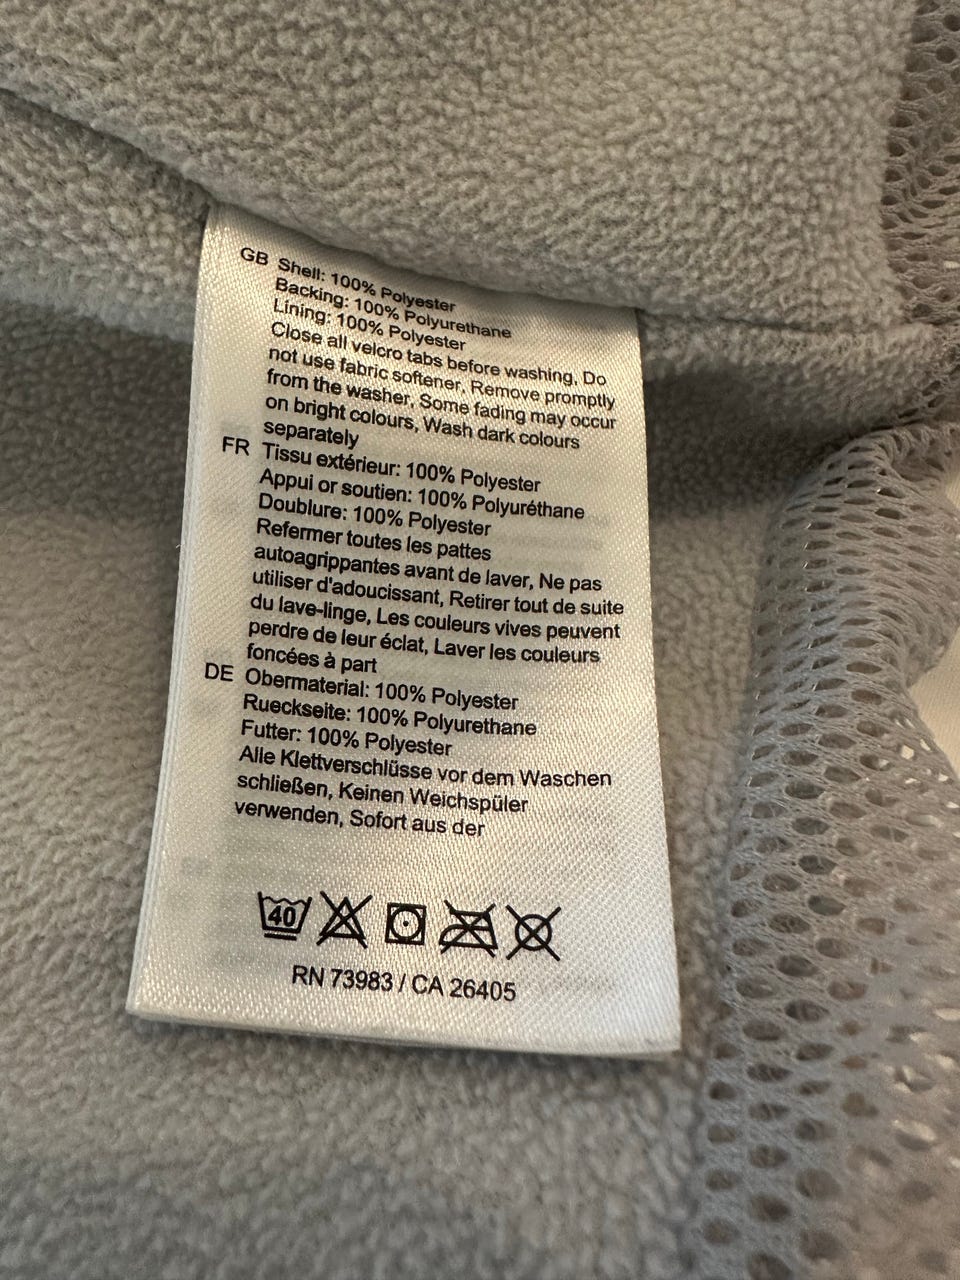 GB Shell: 100% Polyester
Backing: 100% Polyurethane
Lining: 100% Polyester
Close all velcro tabs before washing, Do
not use fabric softener, Remove promptly
from the washer, Some fading may occur
on bright colours, Wash dark colours
separately
FR Tissu extérieur: 100% Polyester
Appui or soutien: 100% Polyuréthane
Doublure: 100% Polyester
Refermer toutes les pattes
autoagrippantes avant de laver, Ne pas
utiliser d'adoucissant, Retirer tout de suite
du lave-linge, Les couleurs vives peuvent
perdre de leur éclat, Laver les couleurs
foncées à part
DE Obermaterial: 100% Polyester
Rueckseite: 100% Polyurethane
Futter: 100% Polyester
Alle Klettverschlüsse vor dem Waschen
schließen, Keinen Weichspüler
verwenden, Sofort aus der
40
RN 73983 / CA 26405